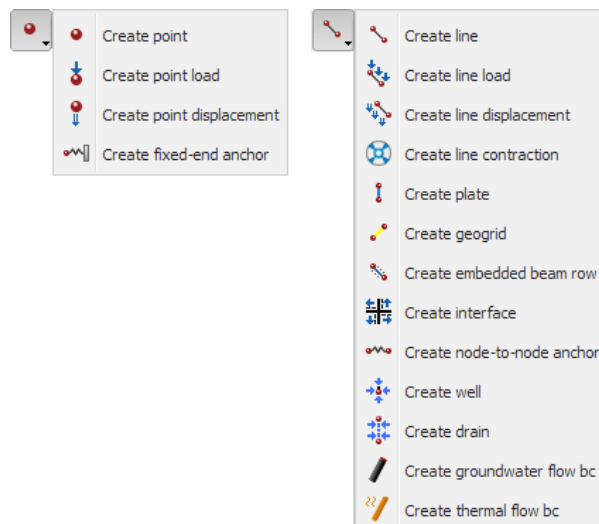 Create point
Create point load
Create point displacement
Create fixed-end anchor
Create line
Create line load
Create line displacement
Create line contraction
Create plate
Create geogrid
Create embedded beam row
Create interface
Create node-to-node anchor
Create well
Create drain
Create groundwater flow bc
Create thermal flow bc